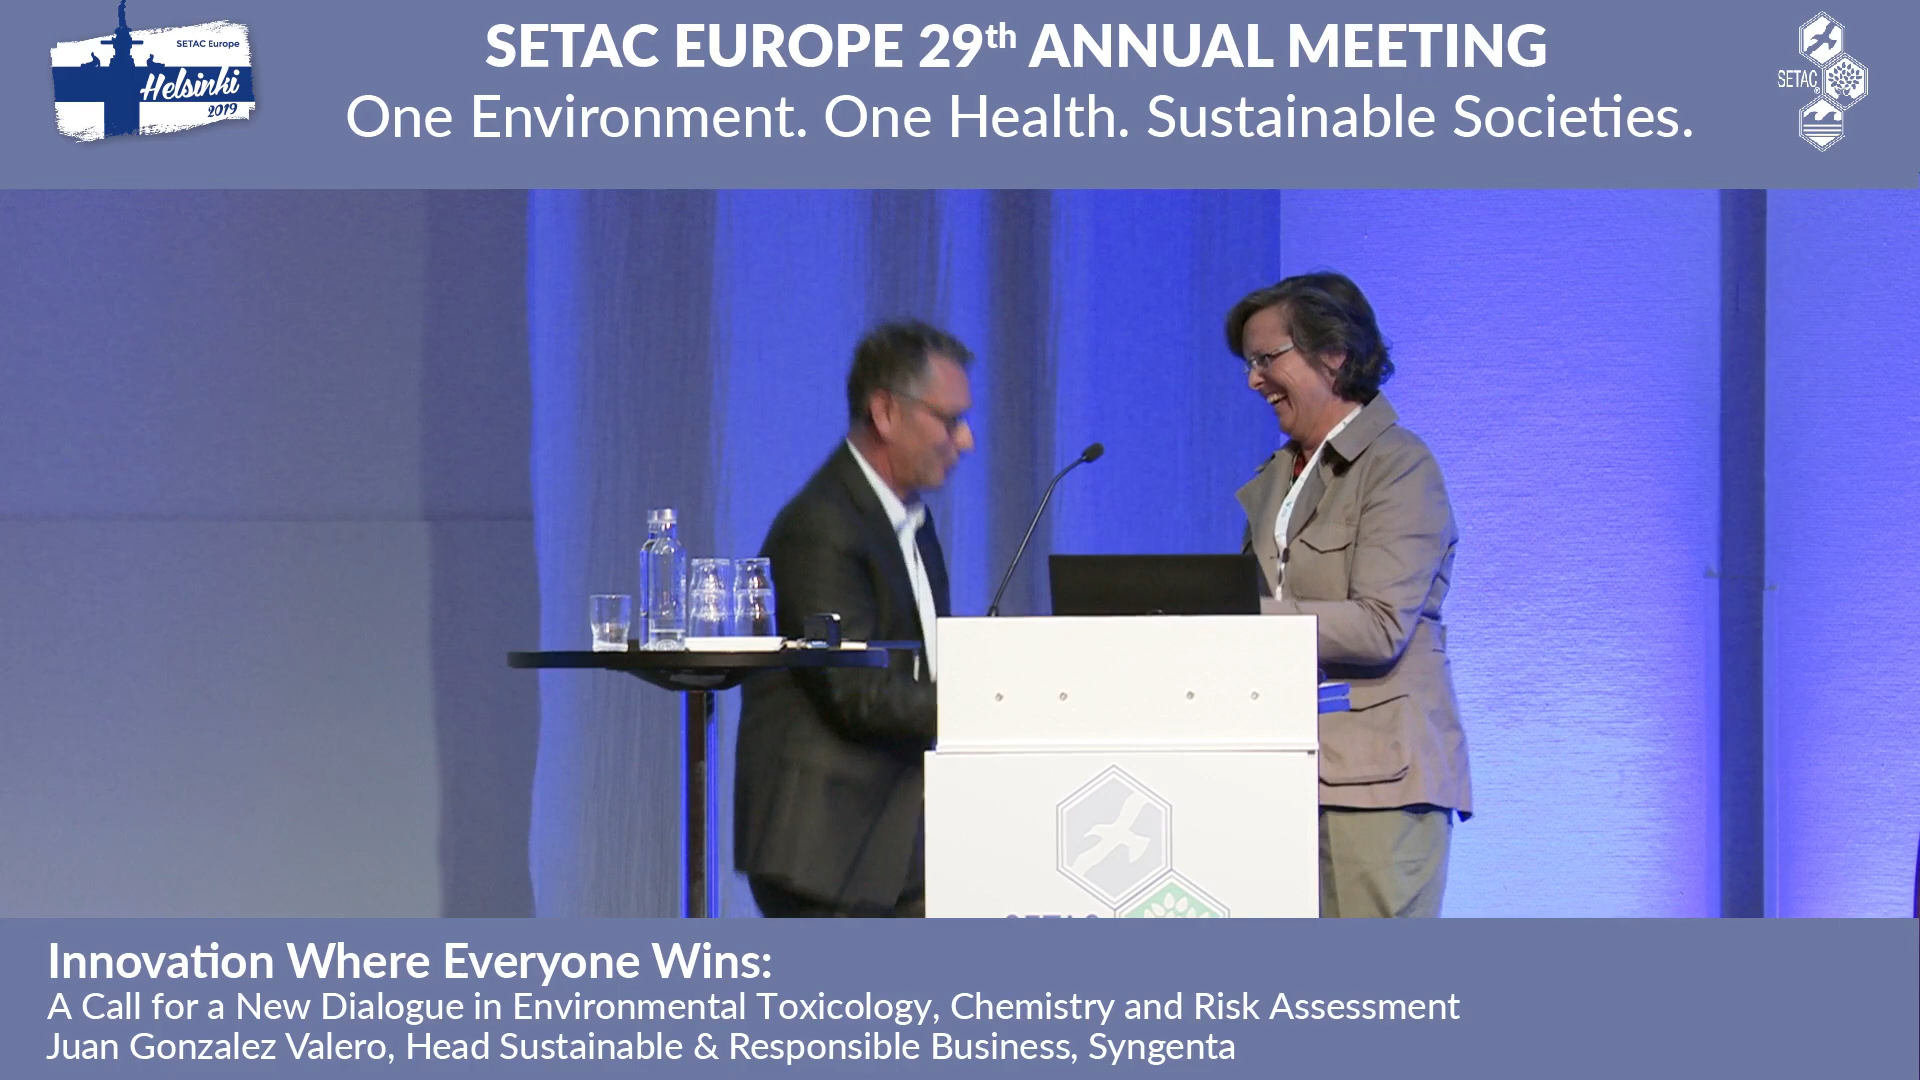 SETAC Europe
Helsinki
2019
SETAC EUROPE 29th ANNUAL MEETING
One Environment. One Health. Sustainable Societies.
SETAC®
SETAC
Innovation Where Everyone Wins:
A Call for a New Dialogue in Environmental Toxicology, Chemistry and Risk Assessment
Juan Gonzalez Valero, Head Sustainable & Responsible Business, Syngenta